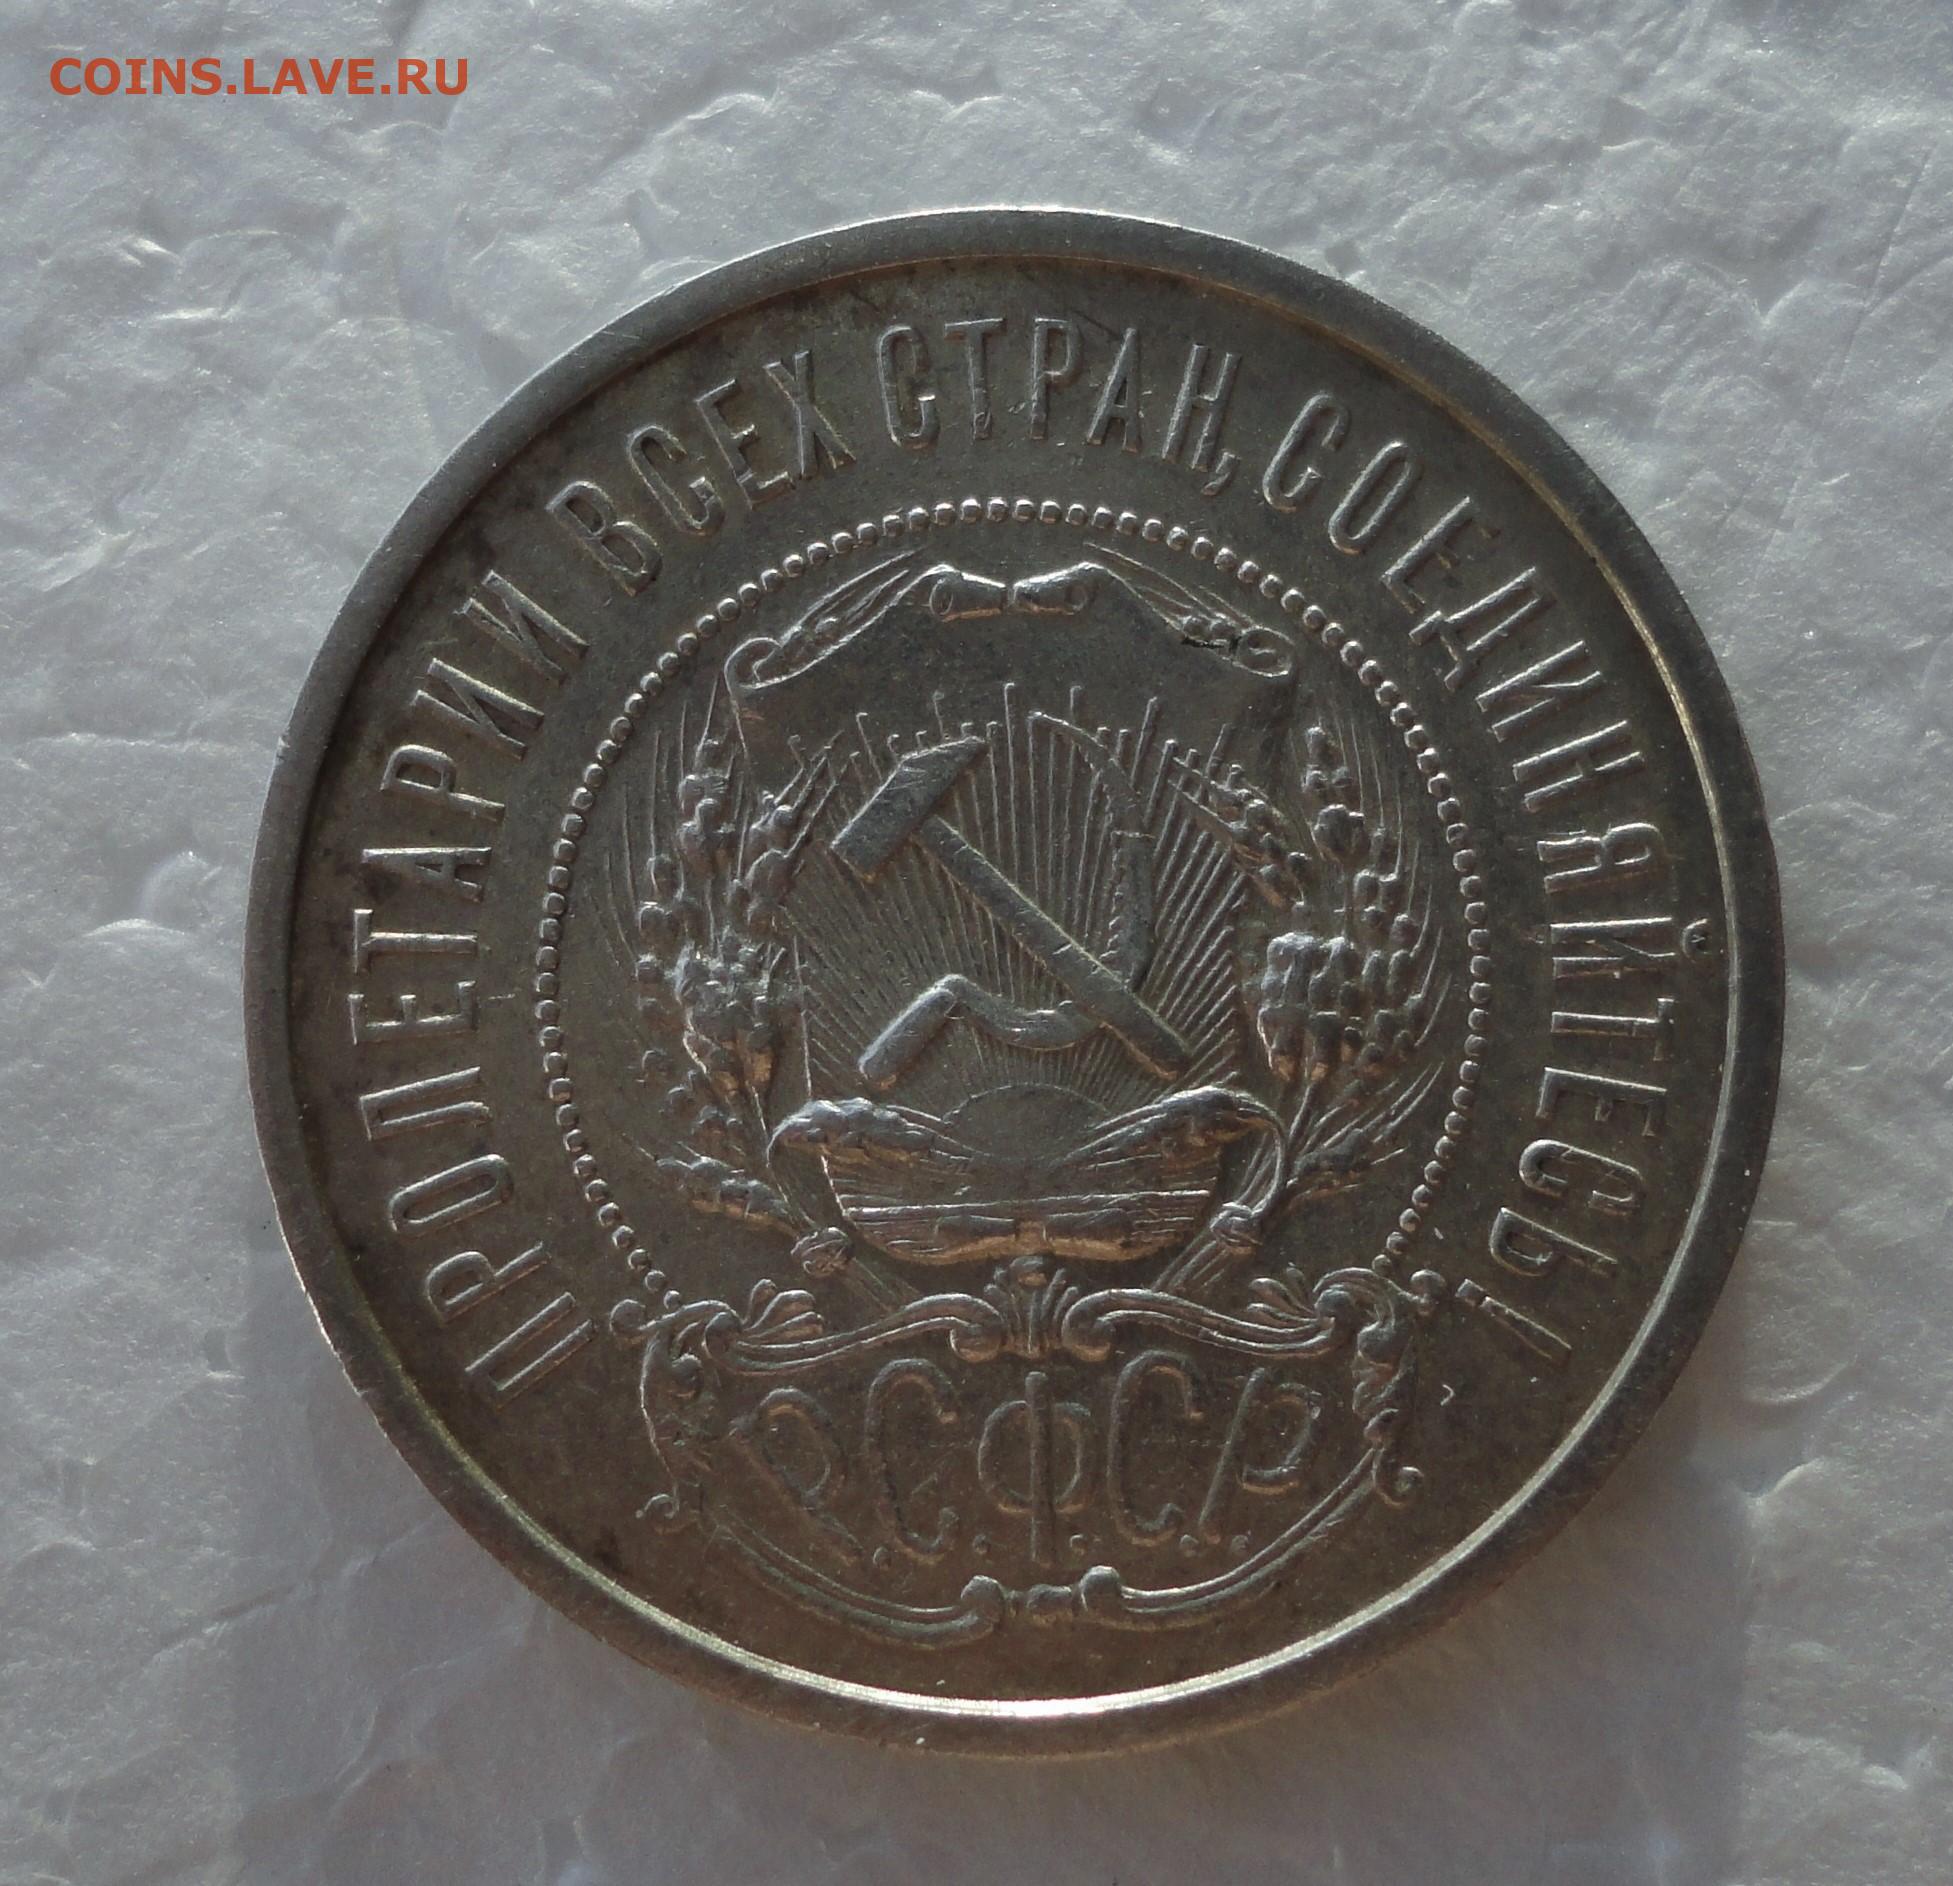 COINS.LAVE.RU
ПРОЛЕТАРИИ ВСЕХ СТРАН, СОЕДИНЯЙТЕСЬ!
Р.С.Ф.С.Р.